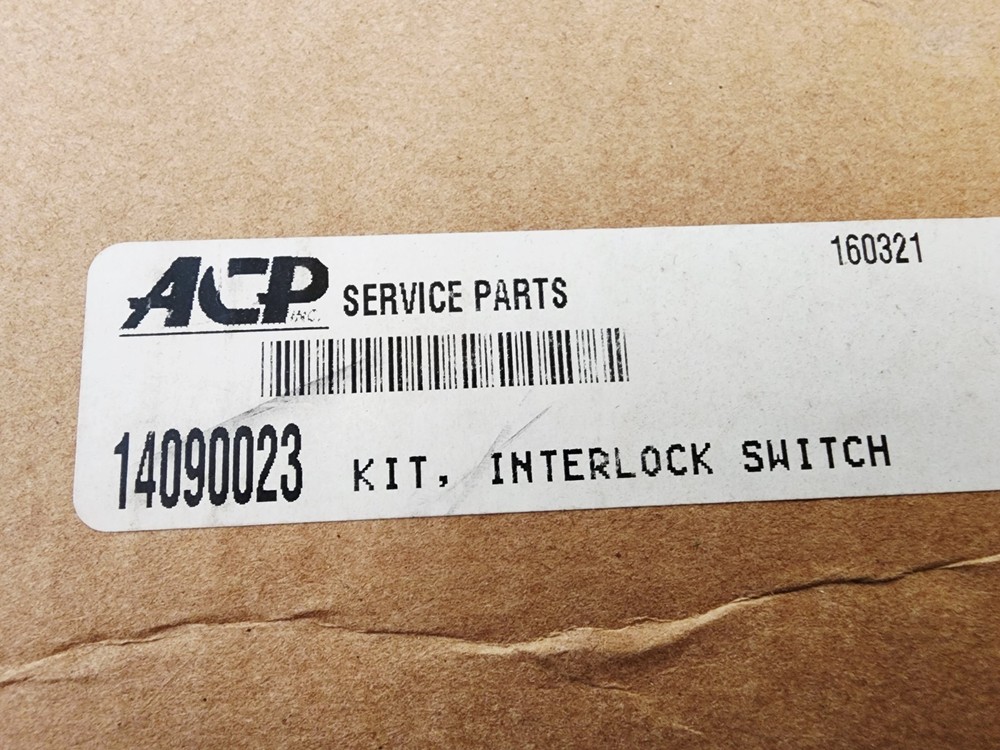 160321
ACP INC. SERVICE PARTS
14090023 KIT, INTERLOCK SWITCH